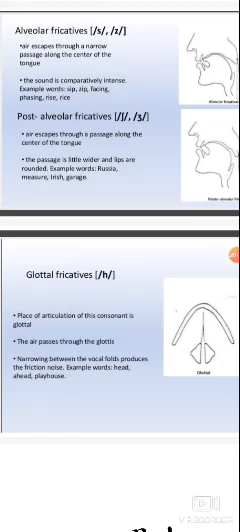 Alveolar fricatives [/s/, /z/]
•air escapes through a narrow
passage along the center of the
tongue
• the sound is comparatively intense.
Example words: sip, zip, facing,
phasing, rise, rice
Alveolar fricatives
Post- alveolar fricatives [/ʃ/, /ʒ/]
• air escapes through a passage along the
center of the tongue
• the passage is little wider and lips are
rounded. Example words: Russia,
measure, Irish, garage.
Palato-alveolar
Glottal fricatives [/h/]
• Place of articulation of this consonant is
glottal
• The air passes through the glottis
• Narrowing between the vocal folds produces
the friction noise. Example words: head,
ahead, playhouse.
Glottal